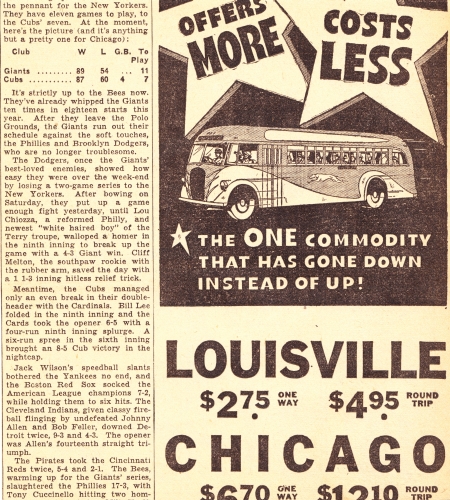 the pennant for the New Yorkers.
They have eleven games to play, to
the Cubs' seven. At the moment,
here's the picture (and it's anything
but a pretty one for Chicago):
Club W L G.B. To
Play
Giants ......... 89 54 ... 11
Cubs ........... 87 60 4 7
It's strictly up to the Bees now.
They've already whipped the Giants
ten times in eighteen starts this
year. After they leave the Polo
Grounds, the Giants run out their
schedule against the soft touches,
the Phillies and Brooklyn Dodgers,
who are no longer troublesome.
The Dodgers, once the Giants'
best-loved enemies, showed how
easy they were over the week-end
by losing a two-game series to the
New Yorkers. After bowing on
Saturday, they put up a game
enough fight yesterday, until Lou
Chiozza, a reformed Philly, and
newest "white haired boy" of the
Terry troupe, walloped a homer in
the ninth inning to break up the
game with a 4-3 Giant win. Cliff
Melton, the southpaw rookie with
the rubber arm, saved the day with
a 1 1-3 inning hitless relief trick.
Meantime, the Cubs managed
only an even break in their double-
header with the Cardinals. Bill Lee
folded in the ninth inning and the
Cards took the opener 6-5 with a
four-run ninth inning splurge. A
six-run spree in the sixth inning
brought an 8-5 Cub victory in the
nightcap.
Jack Wilson's speedball slants
bothered the Yankees no end, and
the Boston Red Sox socked the
American League champions 7-2,
while holding them to six hits. The
Cleveland Indians, given classy fire-
ball flinging by undefeated Johnny
Allen and Bob Feller, downed De-
troit twice, 9-3 and 4-3. The opener
was Allen's fourteenth straight tri-
umph.
The Pirates took the Cincinnati
Reds twice, 5-4 and 2-1. The Bees,
warming up for the Giants' series,
slaughtered the Phillies 17-3, with
Tony Cuccinello hitting two hom-
OFFERS
MORE
COSTS
LESS
THE ONE COMMODITY
THAT HAS GONE DOWN
INSTEAD OF UP!
LOUISVILLE
$2.75 ONE WAY $4.95 ROUND TRIP
CHICAGO
$6.70 ONE WAY $12.10 ROUND TRIP